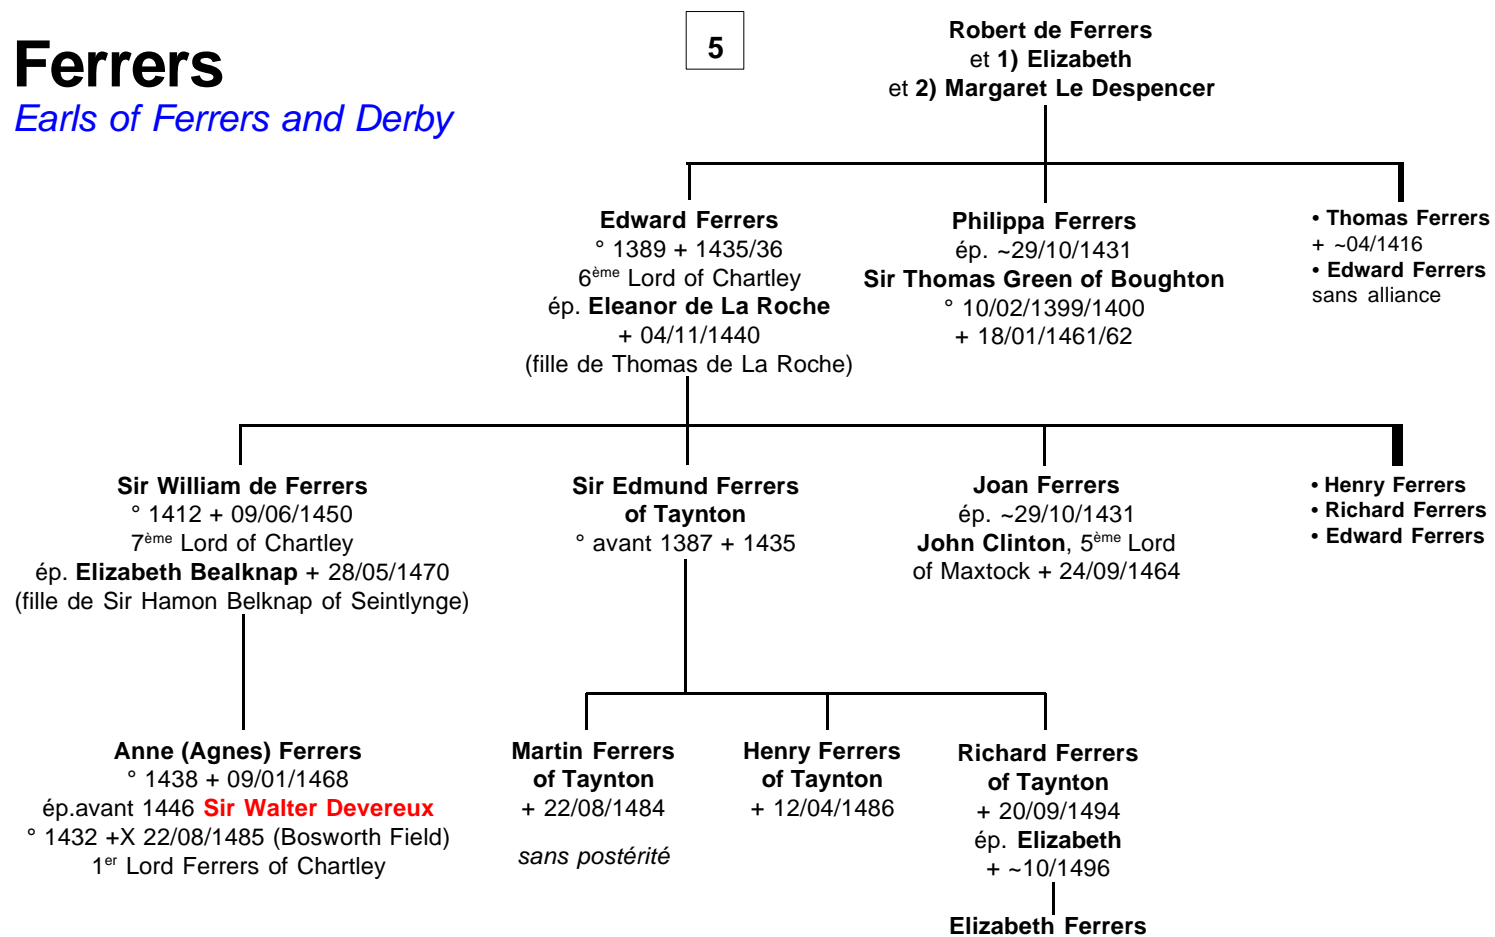 Ferrers
Earls of Ferrers and Derby
5
Robert de Ferrers
et 1) Elizabeth
et 2) Margaret Le Despencer
Edward Ferrers
° 1389 + 1435/36
6ème Lord of Chartley
ép. Eleanor de La Roche
+ 04/11/1440
(fille de Thomas de La Roche)
Philippa Ferrers
ép. ~29/10/1431
Sir Thomas Green of Boughton
° 10/02/1399/1400
+ 18/01/1461/62
• Thomas Ferrers
+ ~04/1416
• Edward Ferrers
sans alliance
Sir William de Ferrers
° 1412 + 09/06/1450
7ème Lord of Chartley
ép. Elizabeth Bealknap + 28/05/1470
(fille de Sir Hamon Belknap of Seintlynge)
Sir Edmund Ferrers
of Taynton
° avant 1387 + 1435
Joan Ferrers
ép. ~29/10/1431
John Clinton, 5ème Lord
of Maxtock + 24/09/1464
• Henry Ferrers
• Richard Ferrers
• Edward Ferrers
Anne (Agnes) Ferrers
° 1438 + 09/01/1468
ép.avant 1446 Sir Walter Devereux
° 1432 +X 22/08/1485 (Bosworth Field)
1er Lord Ferrers of Chartley
Martin Ferrers
of Taynton
+ 22/08/1484
sans postérité
Henry Ferrers
of Taynton
+ 12/04/1486
Richard Ferrers
of Taynton
+ 20/09/1494
ép. Elizabeth
+ ~10/1496
Elizabeth Ferrers